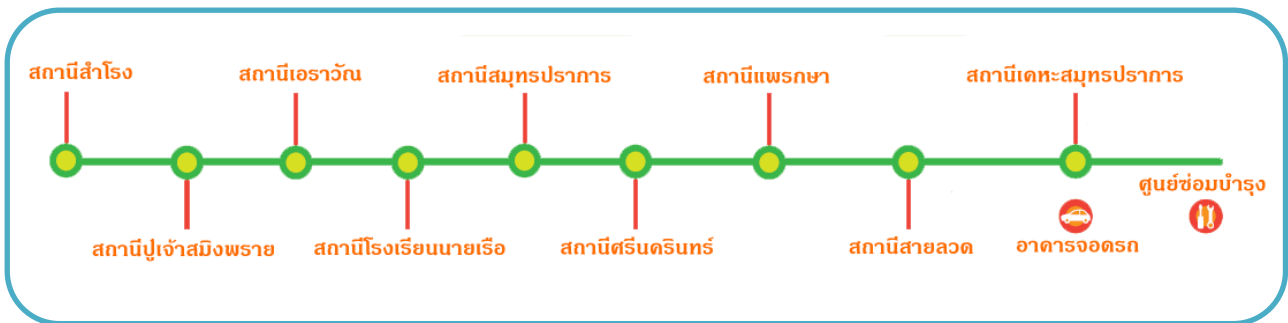 สถานีสำโรง
สถานีเอราวัณ
สถานีสมุทรปราการ
สถานีแพรกษา
สถานีเคหะสมุทรปราการ
ศูนย์ซ่อมบำรุง
สถานีปู่เจ้าสมิงพราย
สถานีโรงเรียนนายเรือ
สถานีศรีนครินทร์
สถานีสายลวด
อาคารจอดรถ